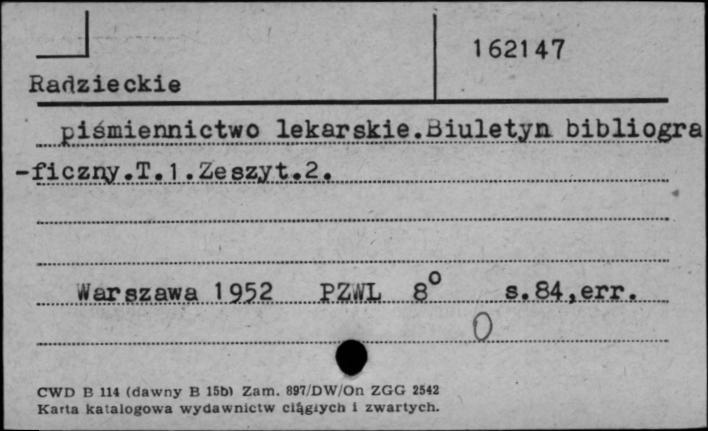 162147
Radzieckie
piśmiennictwo lekarskie.Biuletyn bibliogra
-ficzny.T.1.Zeszyt.2.
Warszawa 1952 PZWL 8° s.84,err.
O
CWD B 114 (dawny B 15b) Zam. 897/DW/On ZGG 2542
Karta katalogowa wydawnictw ciągłych i zwartych.